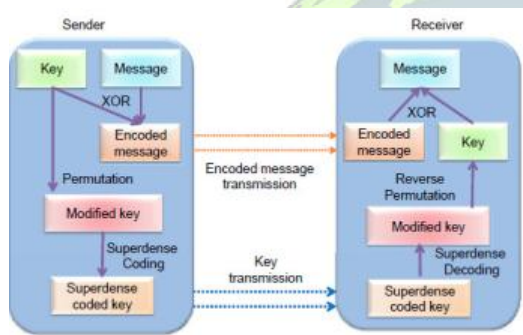 Sender
Receiver
Key
Message
XOR
Encoded
message
Permutation
Modified key
Superdense
Coding
Superdense
coded key
Encoded message
transmission
Key
transmission
Message
XOR
Encoded
message
Key
Reverse
Permutation
Modified key
Superdense
Decoding
Superdense
coded key